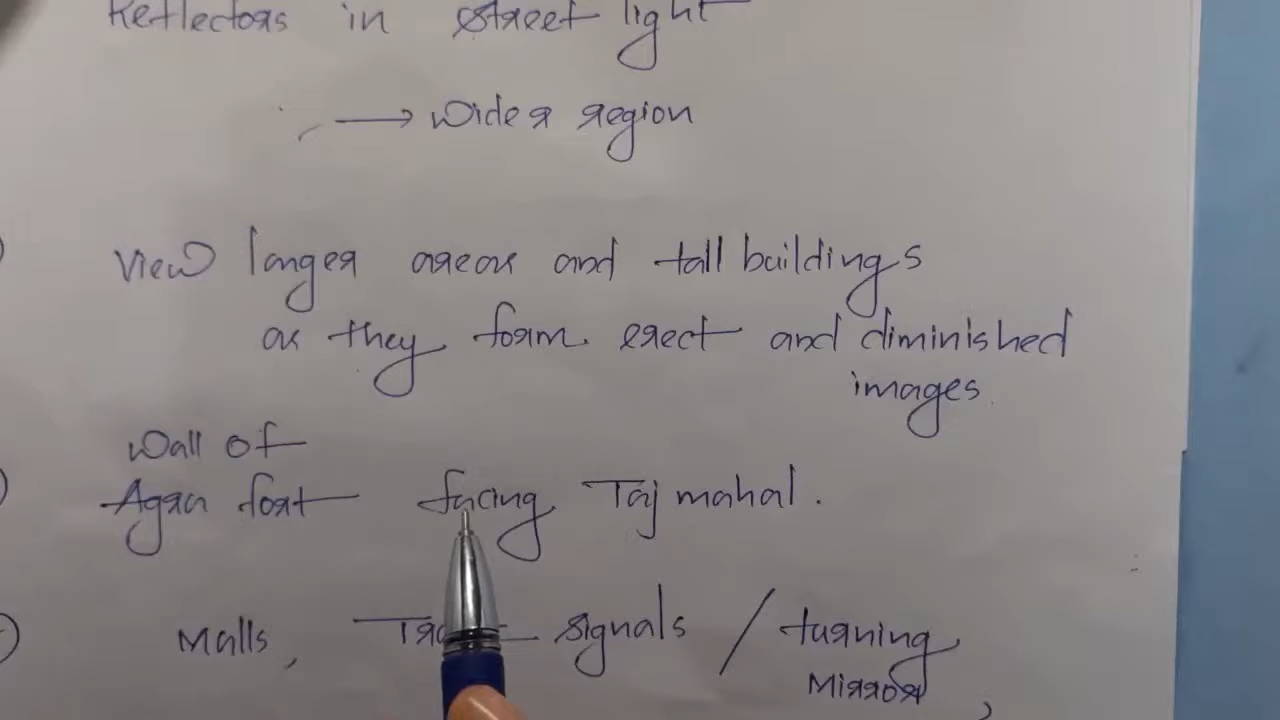 Reflectors in street light
→ wider region
View larger areas and tall buildings
as they form erect and diminished
images
Wall of
Agra fort facing Taj mahal.
Malls, signals / turning
Mirror,